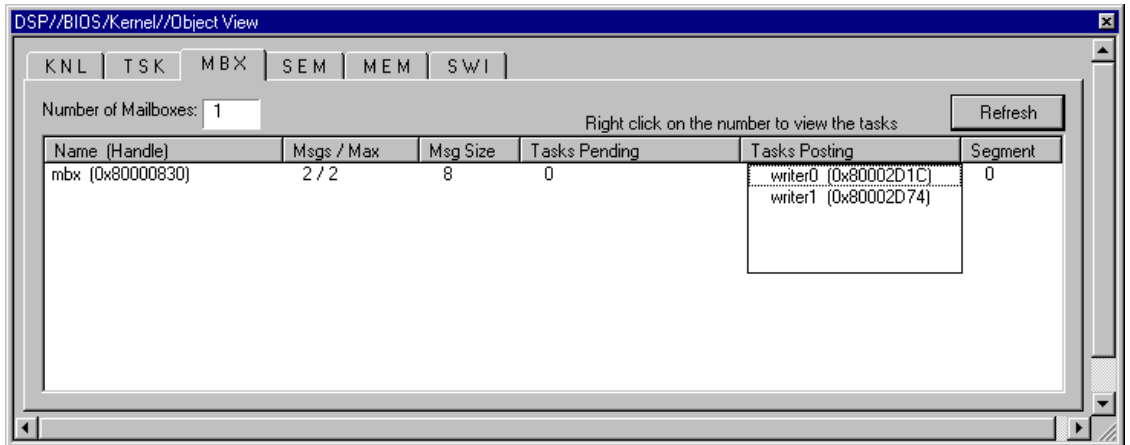 DSP//BIOS/Kernel//Object View
KNL TSK MBX SEM MEM SWI
Number of Mailboxes: 1
Right click on the number to view the tasks
Refresh
Name (Handle) Msgs / Max Msg Size Tasks Pending Tasks Posting Segment
mbx (0x80000830) 2 / 2 8 0 writer0 (0x80002D1C) 0
writer1 (0x80002D74)